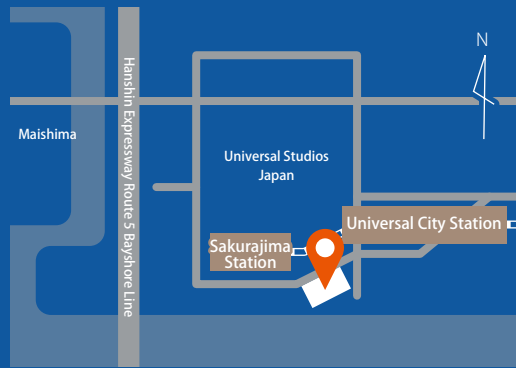 N
Hanshin Expressway Route 5 Bayshore Line
Maishima
Universal Studios
Japan
Universal City Station
Sakurajima
Station